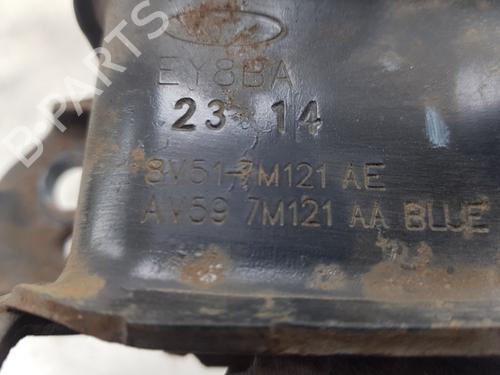 EY8BA
23 14
8V51-7M121 AE
AV59 7M121 AA BLUE
B-PARTS